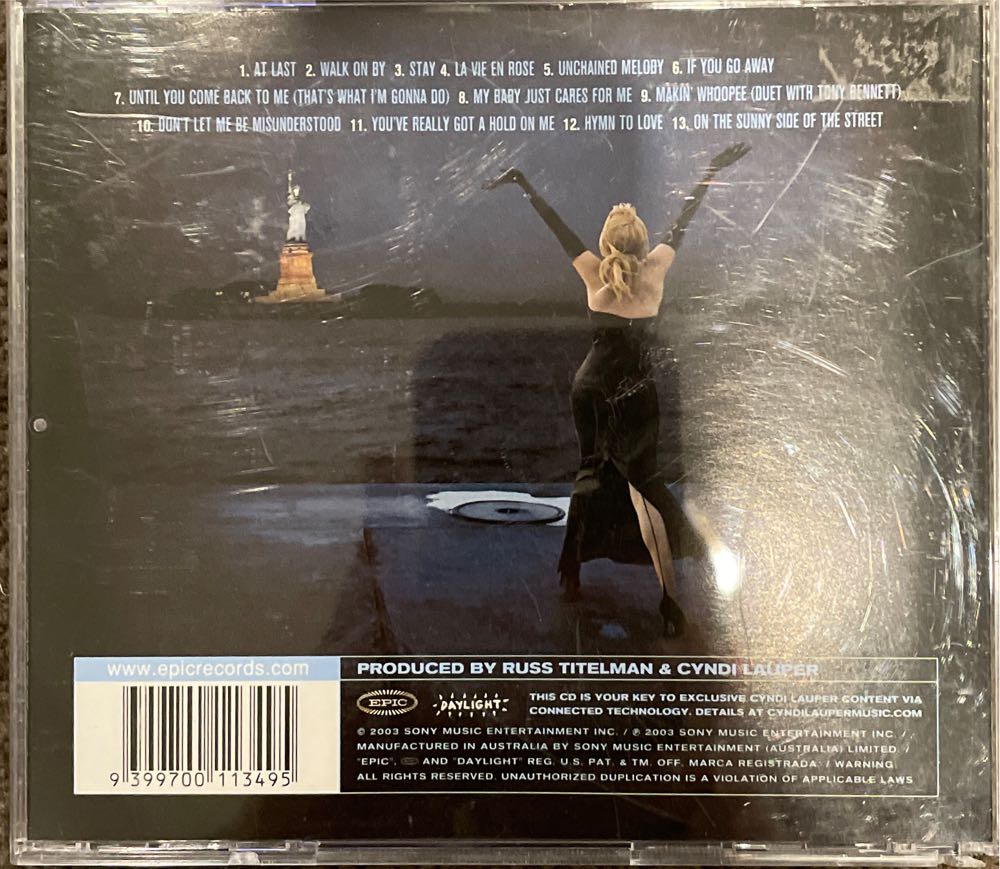 1. AT LAST 2. WALK ON BY 3. STAY 4. LA VIE EN ROSE 5. UNCHAINED MELODY 6. IF YOU GO AWAY
7. UNTIL YOU COME BACK TO ME (THAT'S WHAT I'M GONNA DO) 8. MY BABY JUST CARES FOR ME 9. MAKIN' WHOOPEE (DUET WITH TONY BENNETT)
10. DON'T LET ME BE MISUNDERSTOOD 11. YOU'VE REALLY GOT A HOLD ON ME 12. HYMN TO LOVE 13. ON THE SUNNY SIDE OF THE STREET
www.epicrecords.com
9 399700 113495
PRODUCED BY RUSS TITELMAN & CYNDI LAUPER
EPIC
DAYLIGHT
THIS CD IS YOUR KEY TO EXCLUSIVE CYNDI LAUPER CONTENT VIA
CONNECTED TECHNOLOGY. DETAILS AT CYNDILAUPERMUSIC.COM
© 2003 SONY MUSIC ENTERTAINMENT INC. / ℗ 2003 SONY MUSIC ENTERTAINMENT INC. /
MANUFACTURED IN AUSTRALIA BY SONY MUSIC ENTERTAINMENT (AUSTRALIA) LIMITED. /
"EPIC", AND "DAYLIGHT" REG. U.S. PAT. & TM. OFF. MARCA REGISTRADA. / WARNING:
ALL RIGHTS RESERVED. UNAUTHORIZED DUPLICATION IS A VIOLATION OF APPLICABLE LAWS